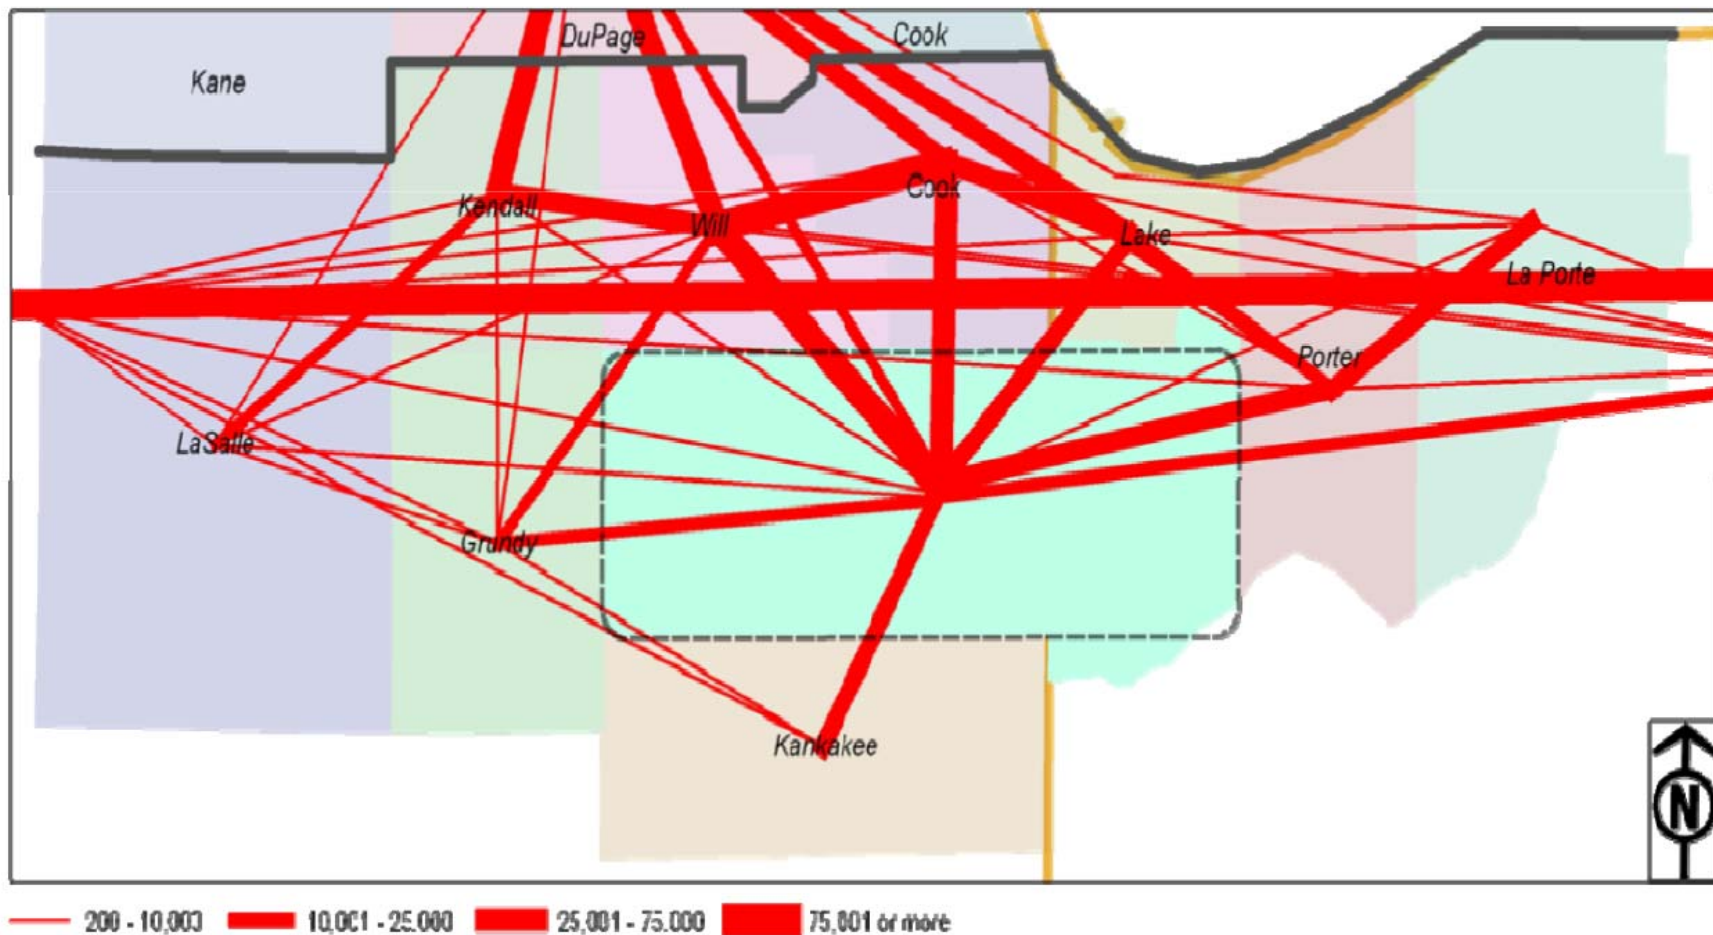 DuPage
Cook
Kane
Kendall
Cook
Will
Lake
La Porte
Porter
LaSalle
Grundy
Kankakee
N
200 - 10,000 10,001 - 25,000 25,001 - 75,000 75,001 or more